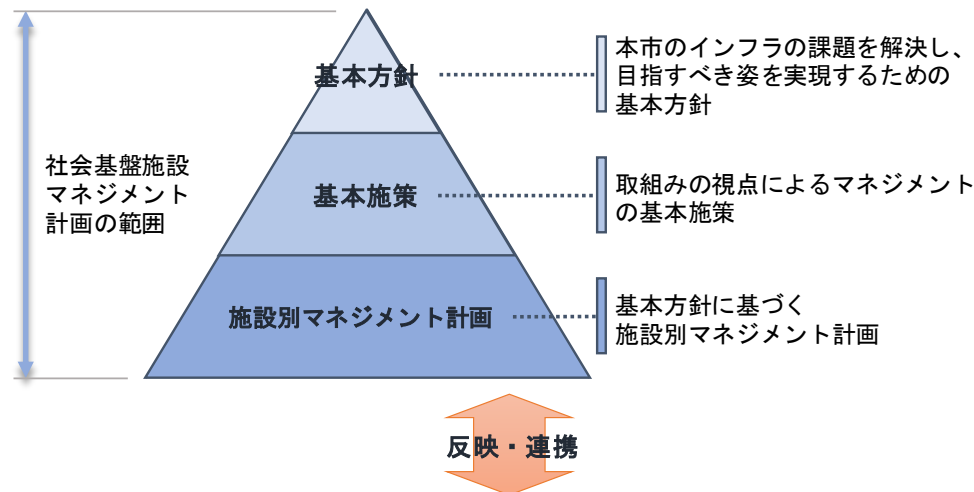 基本方針
本市のインフラの課題を解決し、
目指すべき姿を実現するための
基本方針
社会基盤施設
マネジメント
計画の範囲
基本施策
取組みの視点によるマネジメント
の基本施策
施設別マネジメント計画
基本方針に基づく
施設別マネジメント計画
反映・連携